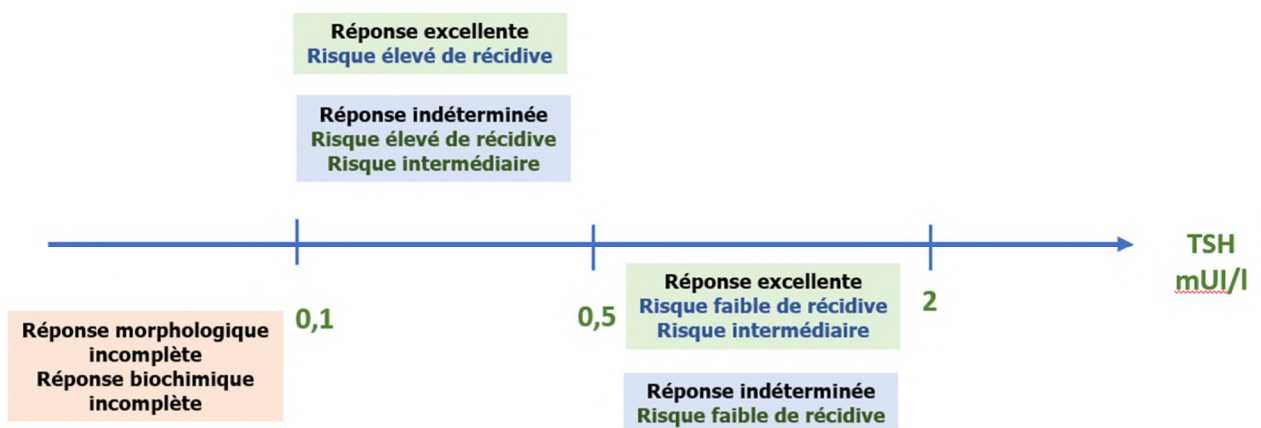 Réponse excellente
Risque élevé de récidive
Réponse indéterminée
Risque élevé de récidive
Risque intermédiaire
TSH
mUI/l
0,1
0,5
2
Réponse morphologique
incomplète
Réponse biochimique
incomplète
Réponse excellente
Risque faible de récidive
Risque intermédiaire
Réponse indéterminée
Risque faible de récidive